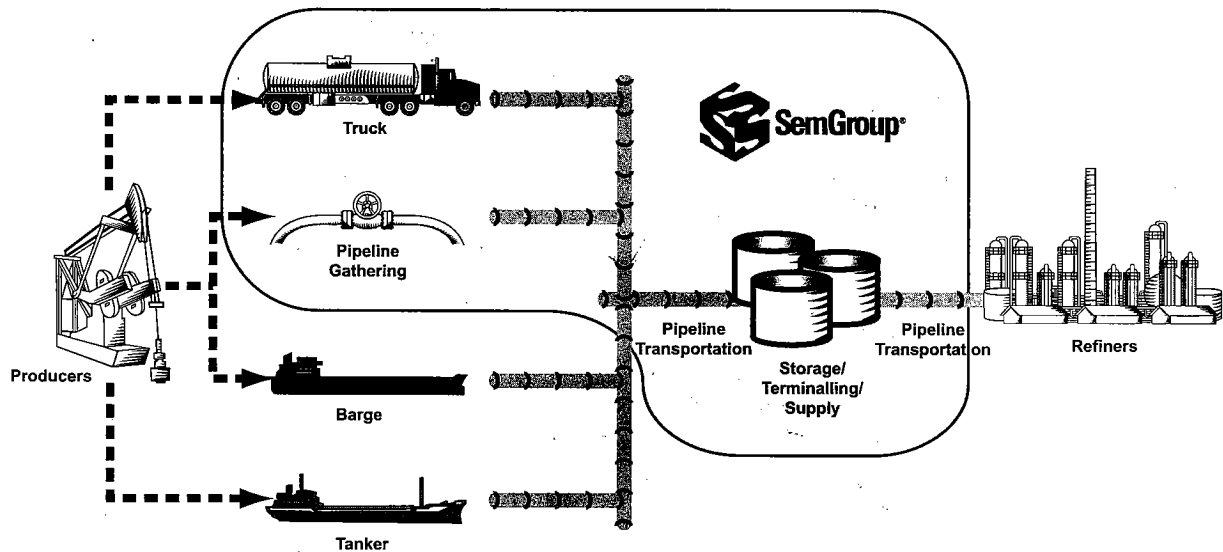 Truck
SemGroup®
Pipeline
Gathering
Producers
Pipeline
Transportation
Storage/
Terminalling/
Supply
Pipeline
Transportation
Refiners
Barge
Tanker